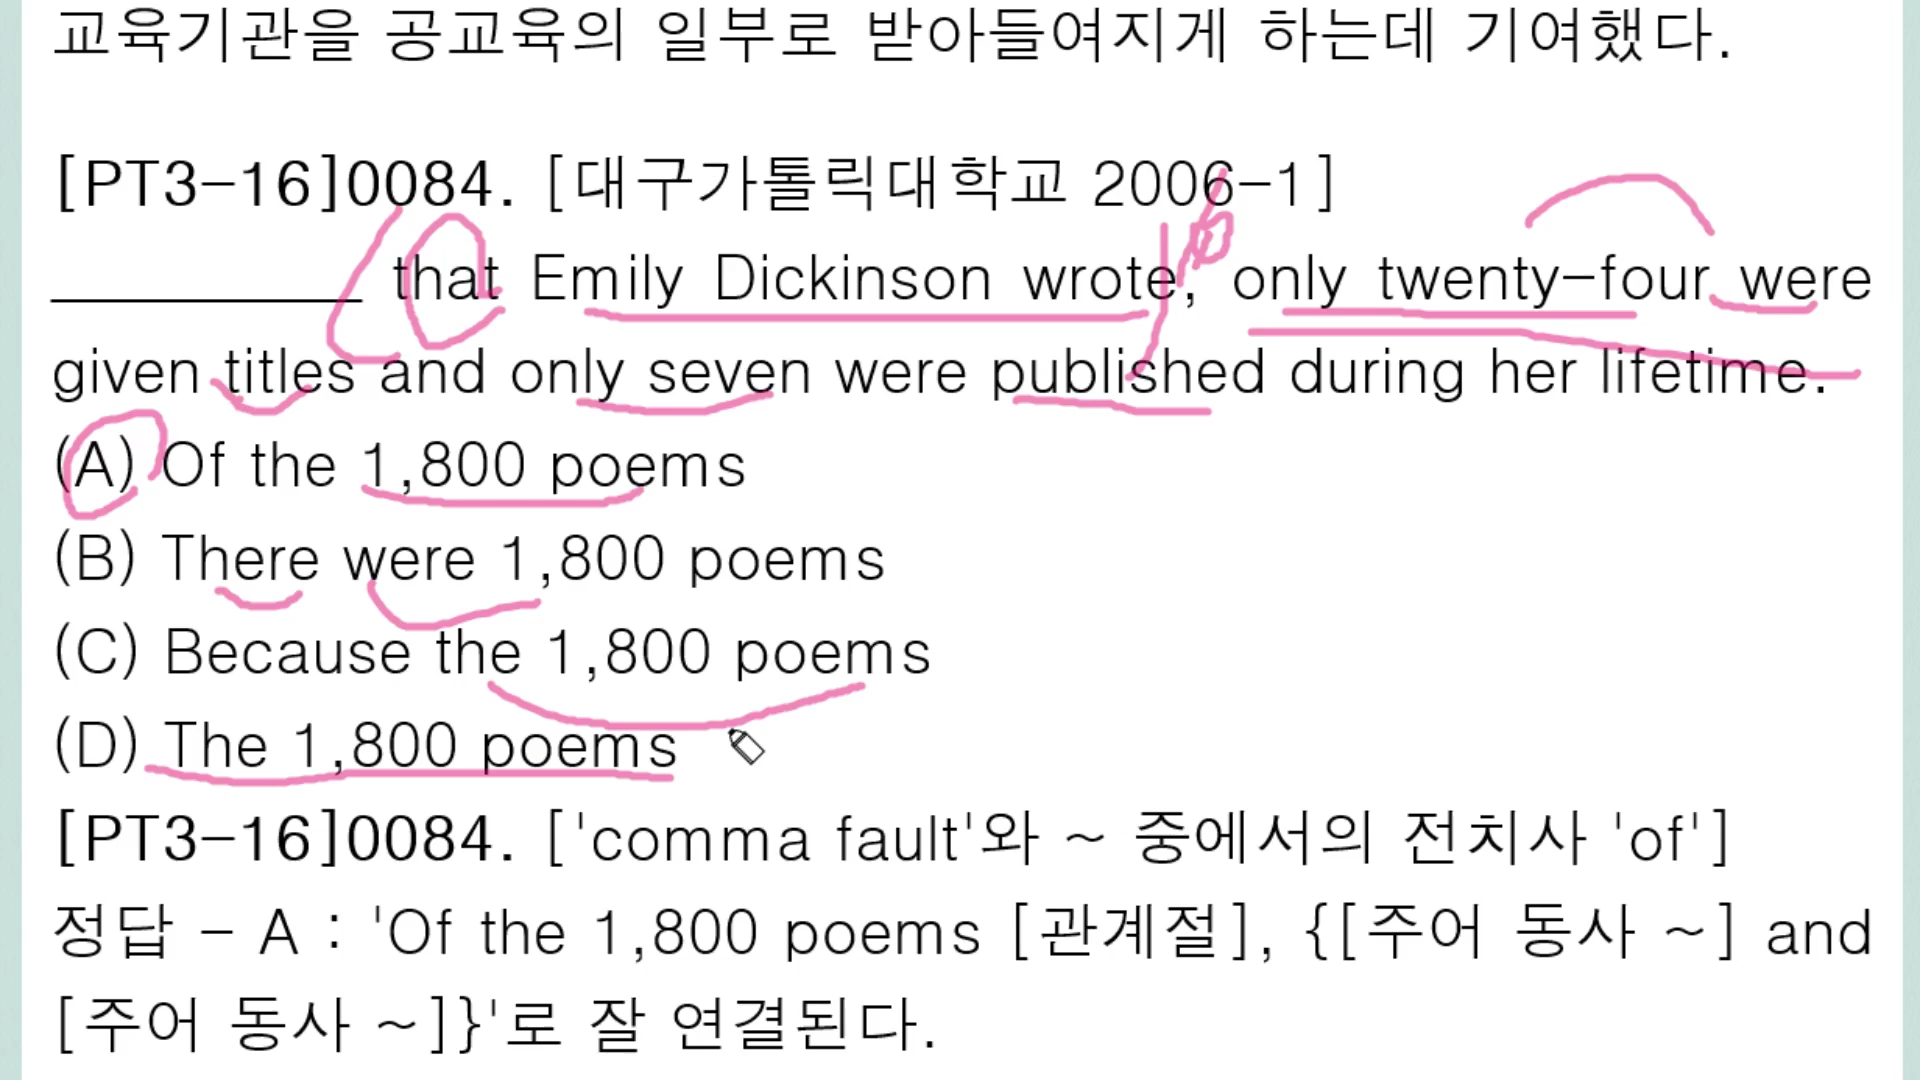 교육기관을 공교육의 일부로 받아들여지게 하는데 기여했다.
[PT3-16]0084. [대구가톨릭대학교 2006-1]
__________ that Emily Dickinson wrote, only twenty-four were
given titles and only seven were published during her lifetime.
(A) Of the 1,800 poems
(B) There were 1,800 poems
(C) Because the 1,800 poems
(D) The 1,800 poems
[PT3-16]0084. ['comma fault'와 ~ 중에서의 전치사 'of']
정답 - A : 'Of the 1,800 poems [관계절], {[주어 동사 ~] and
[주어 동사 ~]}'로 잘 연결된다.